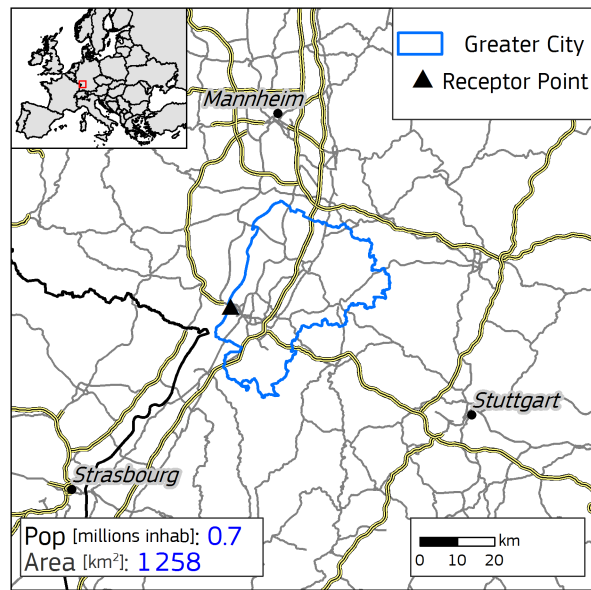 Greater City
Receptor Point
Mannheim
Stuttgart
Strasbourg
Pop [millions inhab]: 0.7
Area [km²]: 1258
km
0 10 20